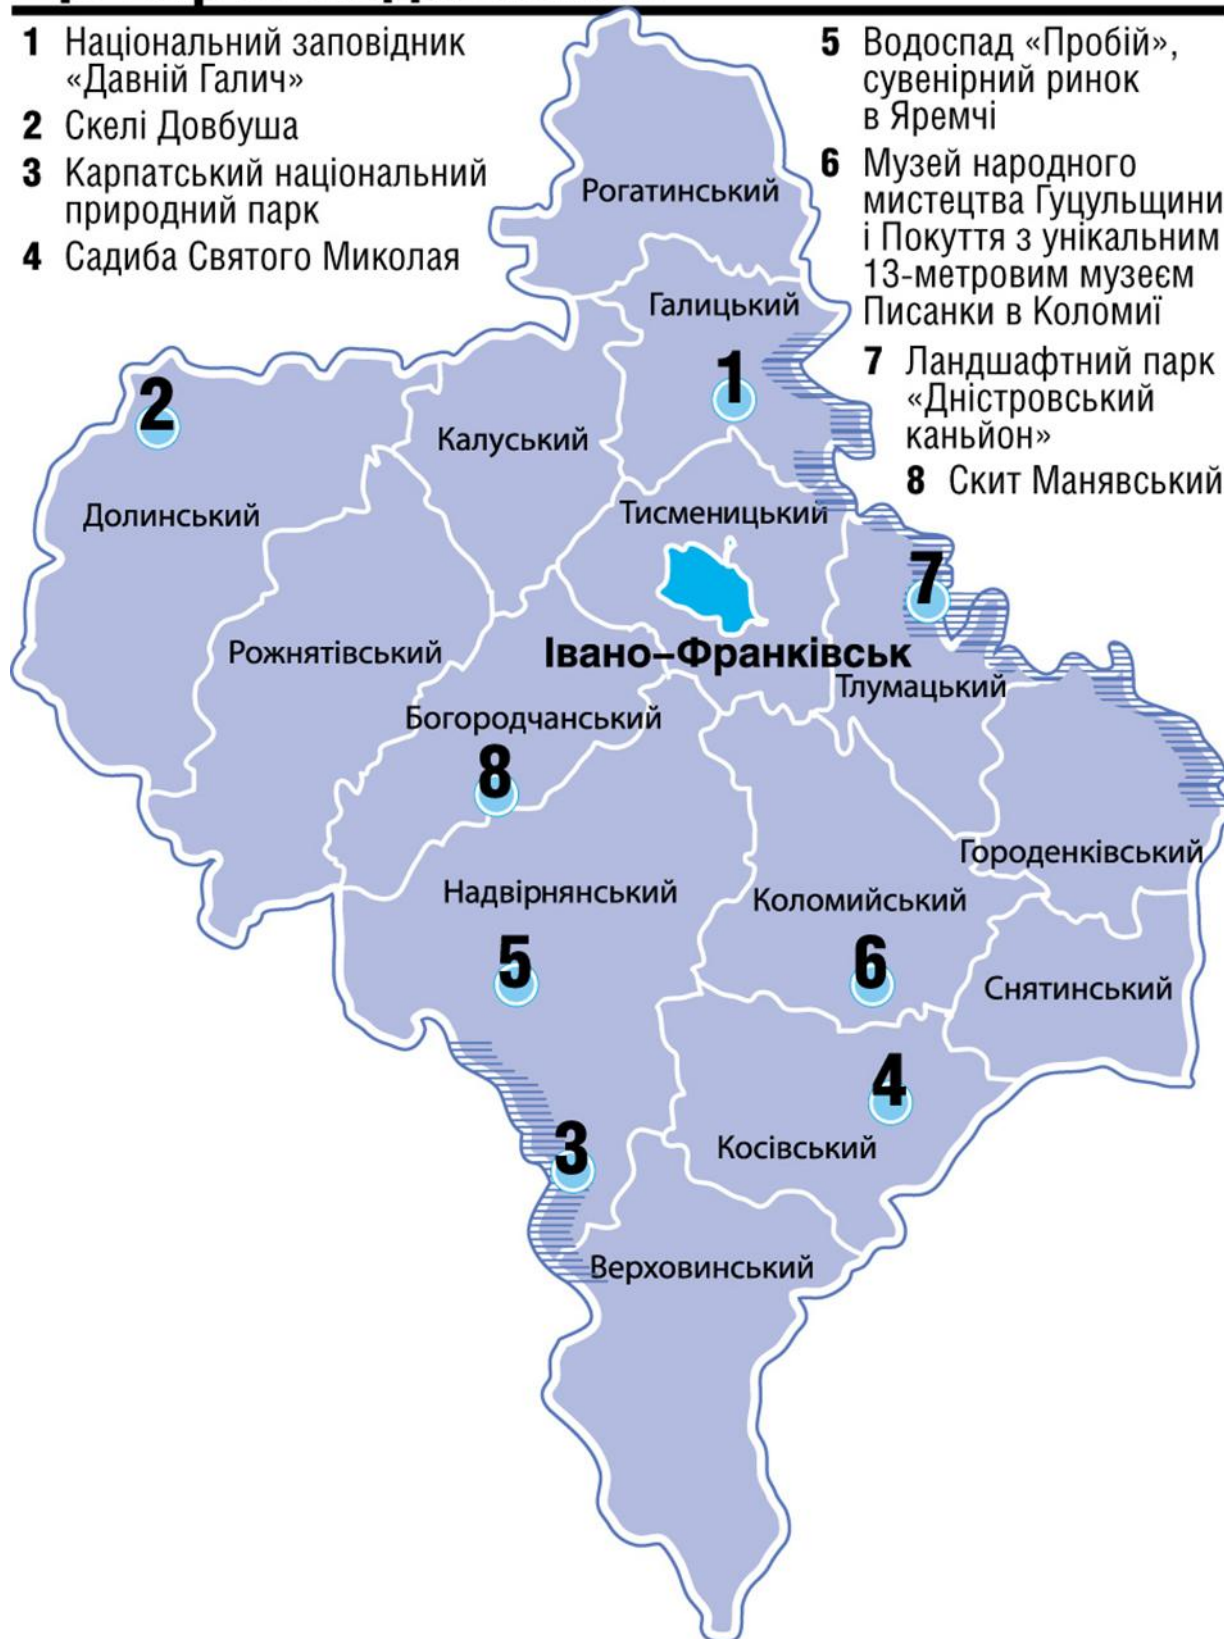 1 Національний заповідник
«Давній Галич»
2 Скелі Довбуша
3 Карпатський національний
природний парк
4 Садиба Святого Миколая
5 Водоспад «Пробій»,
сувенірний ринок
в Яремчі
6 Музей народного
мистецтва Гуцульщини
і Покуття з унікальним
13-метровим музеєм
Писанки в Коломиї
7 Ландшафтний парк
«Дністровський
каньйон»
8 Скит Манявський
Рогатинський
Галицький
1
2
Калуський
Долинський
Тисменицький
7
Рожнятівський
Івано–Франківськ
Тлумацький
Богородчанський
8
Городенківський
Надвірнянський
Коломийський
5
6
Снятинський
4
3
Косівський
Верховинський